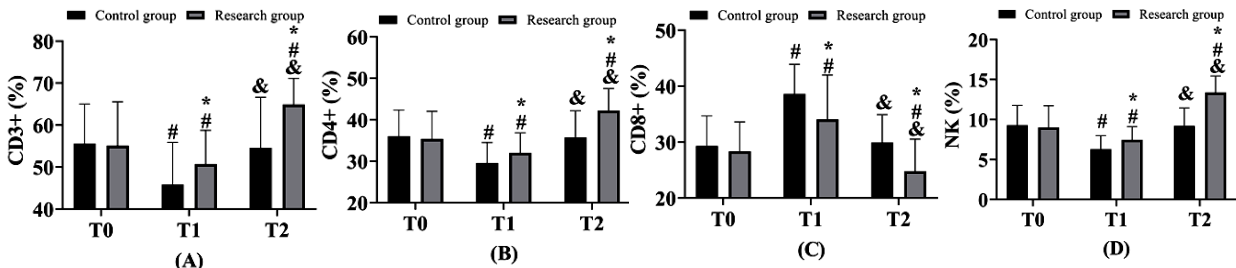 Control group Research group
CD3+ (%)
80
70
60
50
40
T0 T1 T2
#
*
#
&
*
#
&
(A)
Control group Research group
CD4+ (%)
60
50
40
30
20
T0 T1 T2
#
*
#
&
*
#
&
(B)
Control group Research group
CD8+ (%)
50
40
30
20
T0 T1 T2
#
*
#
&
*
#
&
(C)
Control group Research group
NK (%)
20
15
10
5
0
T0 T1 T2
#
*
#
&
*
#
&
(D)